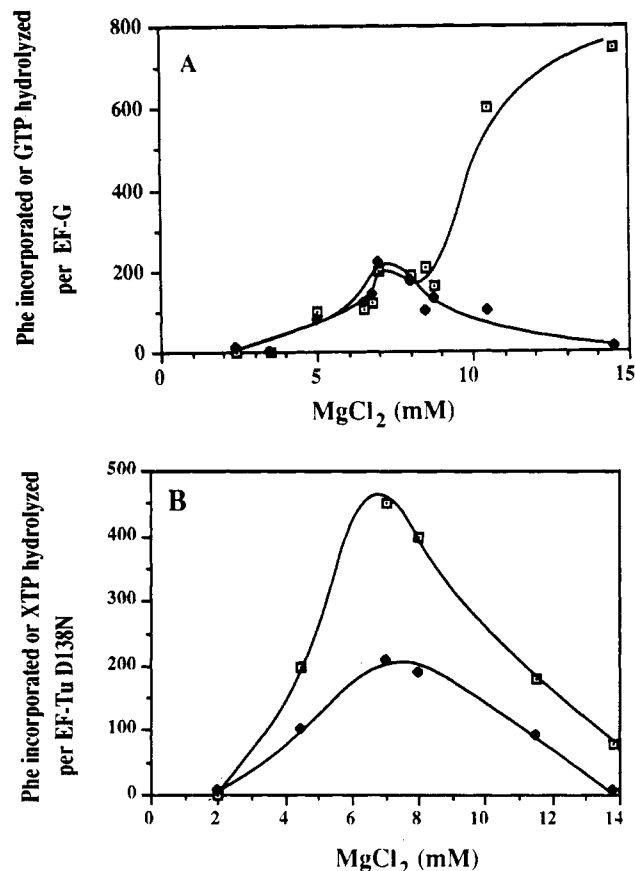 A
Phe incorporated or GTP hydrolyzed
per EF-G
800
600
400
200
0
0
5
10
15
MgCl2 (mM)
B
Phe incorporated or XTP hydrolyzed
per EF-Tu D138N
500
400
300
200
100
0
0
2
4
6
8
10
12
14
MgCl2 (mM)